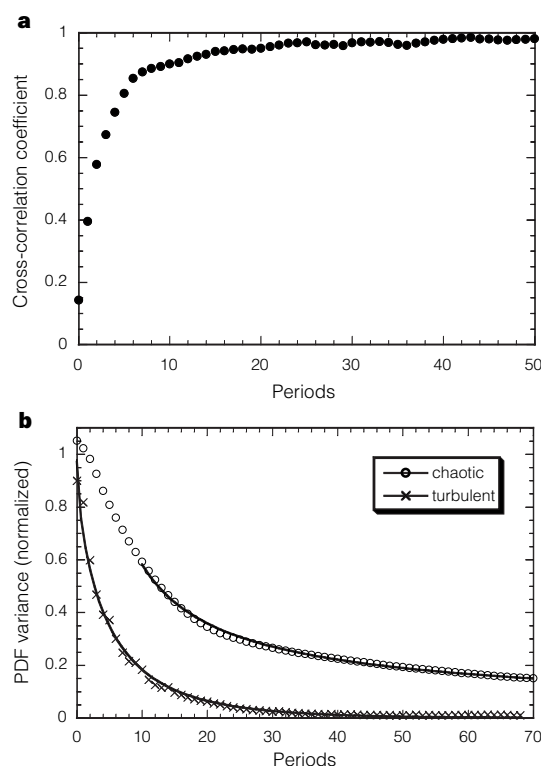 a
Cross-correlation coefficient
1
0.8
0.6
0.4
0.2
0
0 10 20 30 40 50
Periods
b
PDF variance (normalized)
1
0.8
0.6
0.4
0.2
0
chaotic
turbulent
0 10 20 30 40 50 60 70
Periods